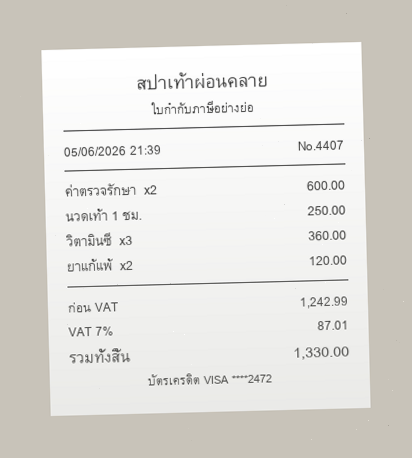 สปาเท้าผ่อนคลาย
ใบกำกับภาษีอย่างย่อ
05/06/2026 21:39 No.4407
ค่าตรวจรักษา x2 600.00
นวดเท้า 1 ชม. 250.00
วิตามินซี x3 360.00
ยาแก้แพ้ x2 120.00
ก่อน VAT 1,242.99
VAT 7% 87.01
รวมทั้งสิ้น 1,330.00
บัตรเครดิต VISA ****2472